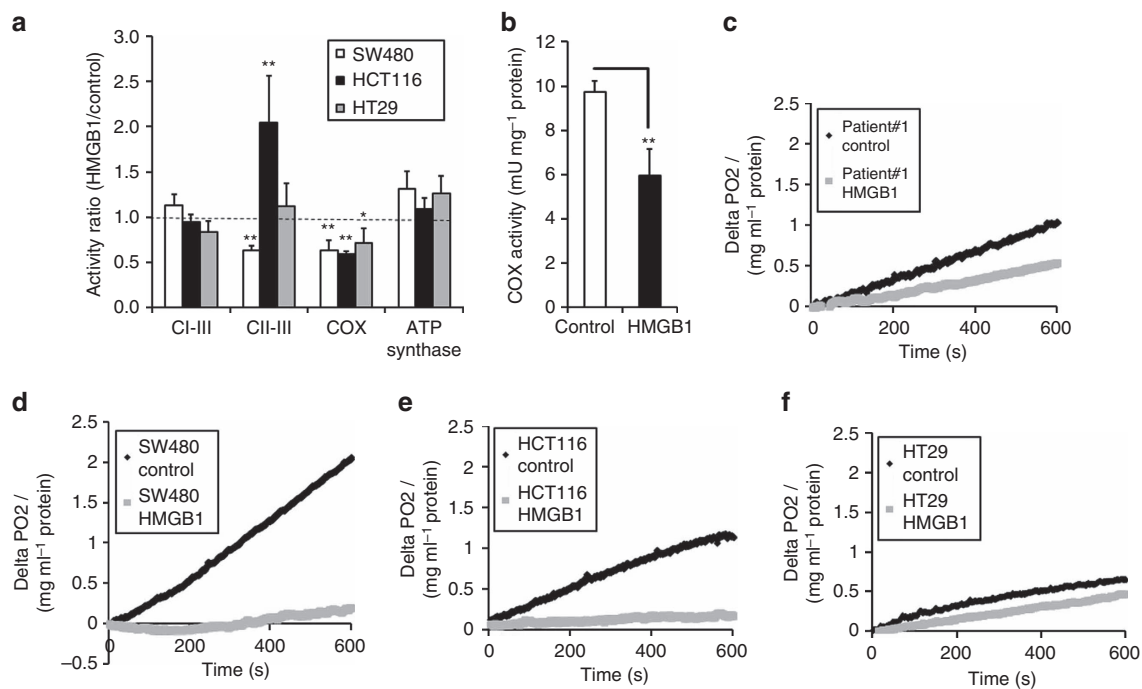 a
Activity ratio (HMGB1/control)
3.0
2.5
2.0
1.5
1.0
0.5
0.0
SW480
HCT116
HT29
**
**
**
**
*
CI-III
CII-III
COX
ATP
synthase
b
COX activity (mU mg⁻¹ protein)
12
10
8
6
4
2
0
**
Control
HMGB1
c
Delta PO2 /
(mg ml⁻¹ protein)
2.5
2
1.5
1
0.5
0
Patient#1
control
Patient#1
HMGB1
0
200
400
600
Time (s)
d
Delta PO2 /
(mg ml⁻¹ protein)
2.5
2
1.5
1
0.5
0
–0.5
SW480
control
SW480
HMGB1
0
200
400
600
Time (s)
e
Delta PO2 /
(mg ml⁻¹ protein)
2.5
2
1.5
1
0.5
0
HCT116
control
HCT116
HMGB1
0
200
400
600
Time (s)
f
Delta PO2 /
(mg ml⁻¹ protein)
2.5
2
1.5
1
0.5
0
HT29
control
HT29
HMGB1
0
200
400
600
Time (s)